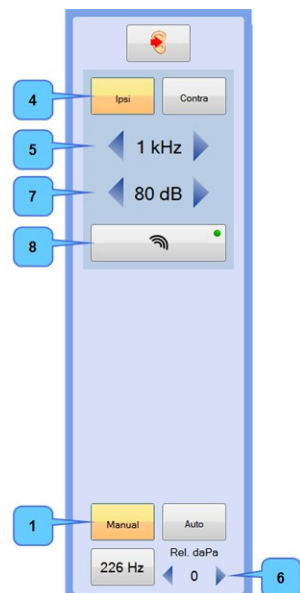 4
Ipsi
Contra
5
1 kHz
7
80 dB
8
1
Manual
Auto
226 Hz
Rel. daPa
0
6